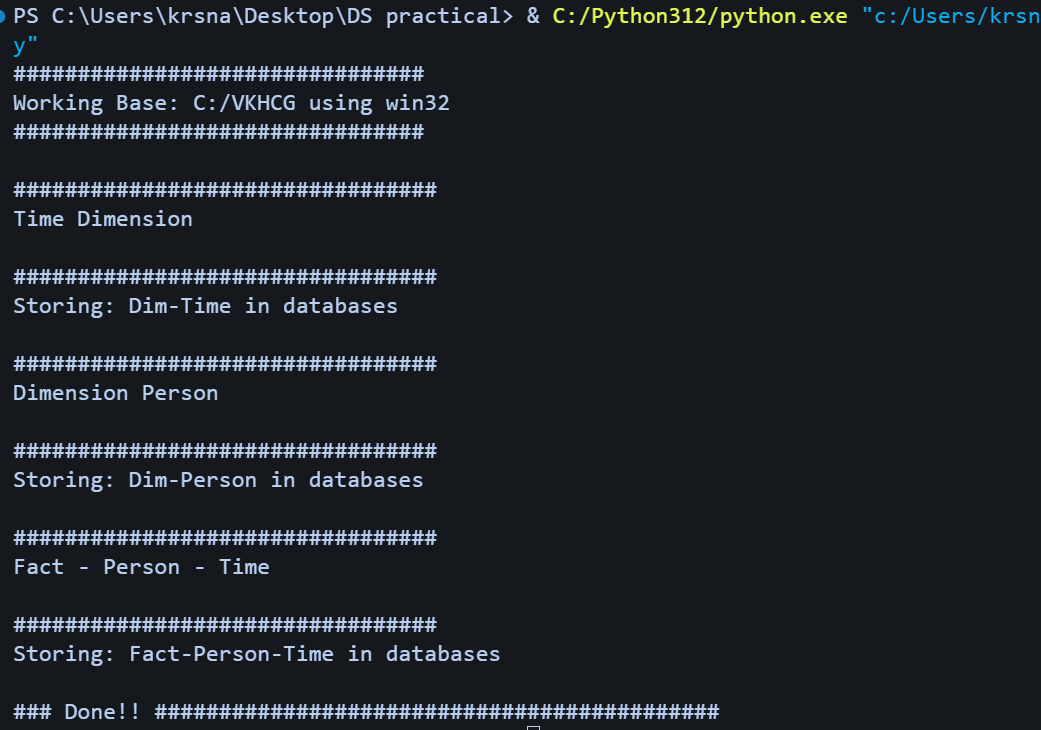 PS C:\Users\krsna\Desktop\DS practical> & C:/Python312/python.exe "c:/Users/krsn
y"
################################
Working Base: C:/VKHCG using win32
################################
#################################
Time Dimension
#################################
Storing: Dim-Time in databases
#################################
Dimension Person
#################################
Storing: Dim-Person in databases
#################################
Fact - Person - Time
#################################
Storing: Fact-Person-Time in databases
### Done!! ############################################